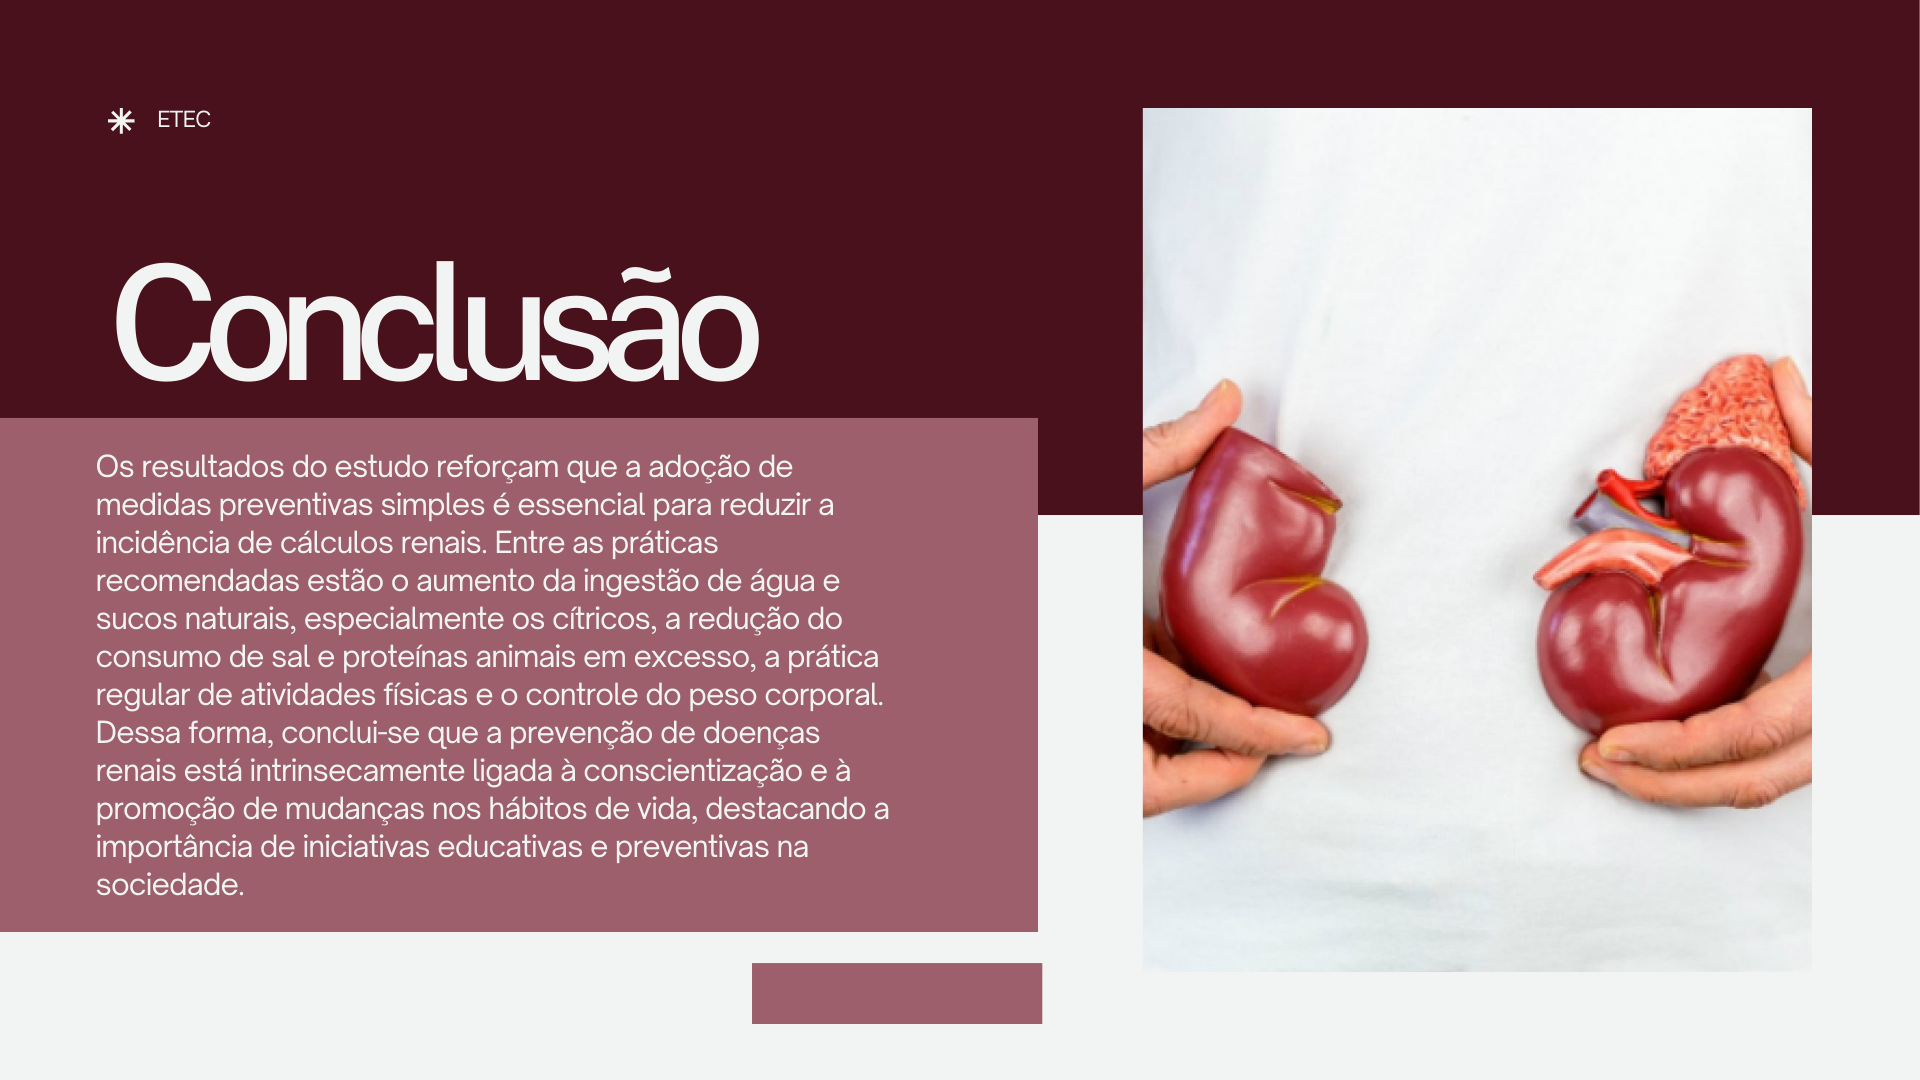 ETEC
Conclusão
Os resultados do estudo reforçam que a adoção de
medidas preventivas simples é essencial para reduzir a
incidência de cálculos renais. Entre as práticas
recomendadas estão o aumento da ingestão de água e
sucos naturais, especialmente os cítricos, a redução do
consumo de sal e proteínas animais em excesso, a prática
regular de atividades físicas e o controle do peso corporal.
Dessa forma, conclui-se que a prevenção de doenças
renais está intrinsecamente ligada à conscientização e à
promoção de mudanças nos hábitos de vida, destacando a
importância de iniciativas educativas e preventivas na
sociedade.